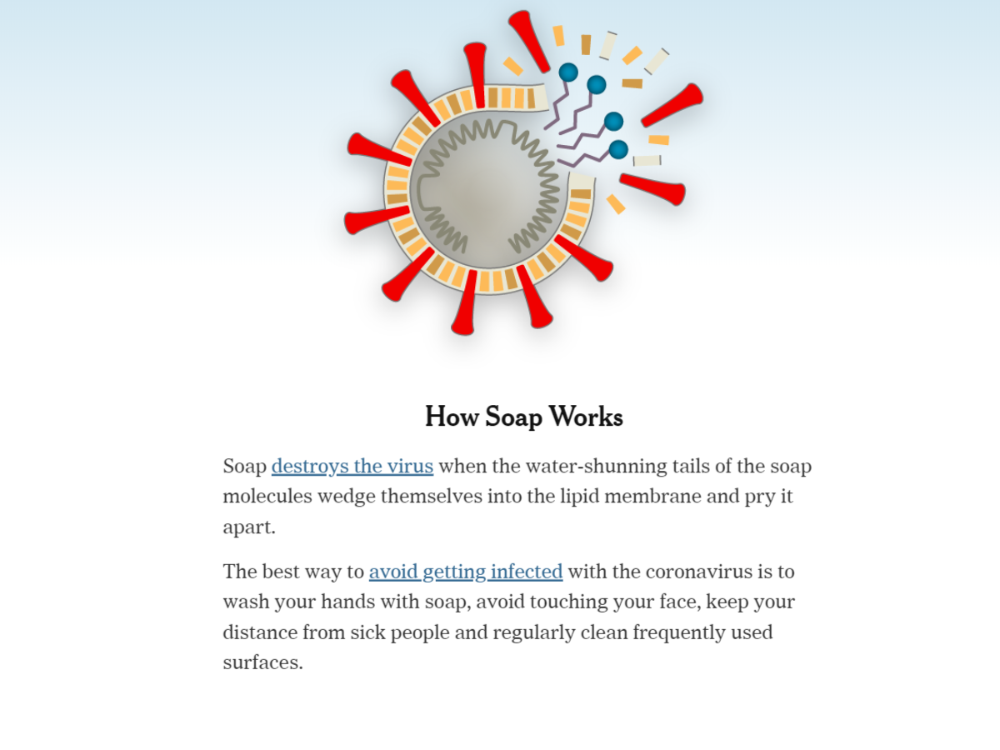 How Soap Works
Soap destroys the virus when the water-shunning tails of the soap
molecules wedge themselves into the lipid membrane and pry it
apart.
The best way to avoid getting infected with the coronavirus is to
wash your hands with soap, avoid touching your face, keep your
distance from sick people and regularly clean frequently used
surfaces.